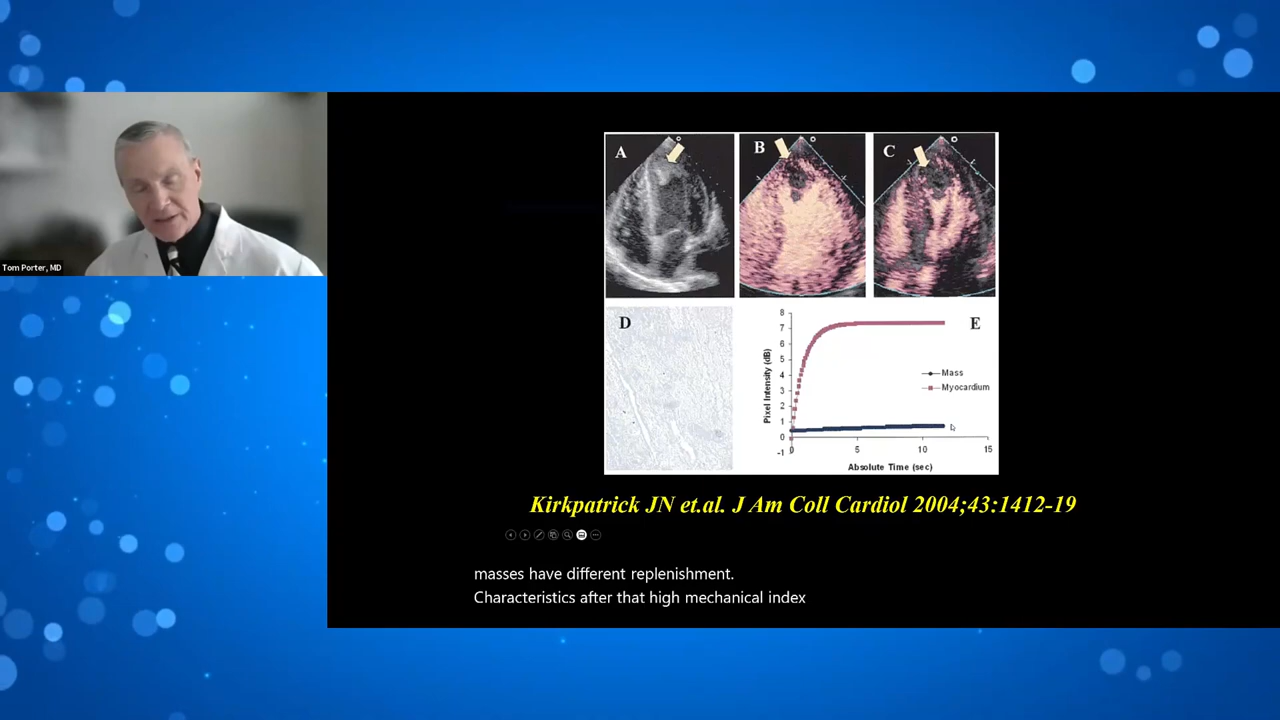 Tom Porter, MD
A
B
C
D
E
8
7
6
5
4
3
2
1
0
-1
Pixel Intensity (dB)
Mass
Myocardium
0 5 10 15
Absolute Time (sec)
Kirkpatrick JN et.al. J Am Coll Cardiol 2004;43:1412-19
masses have different replenishment.
Characteristics after that high mechanical index